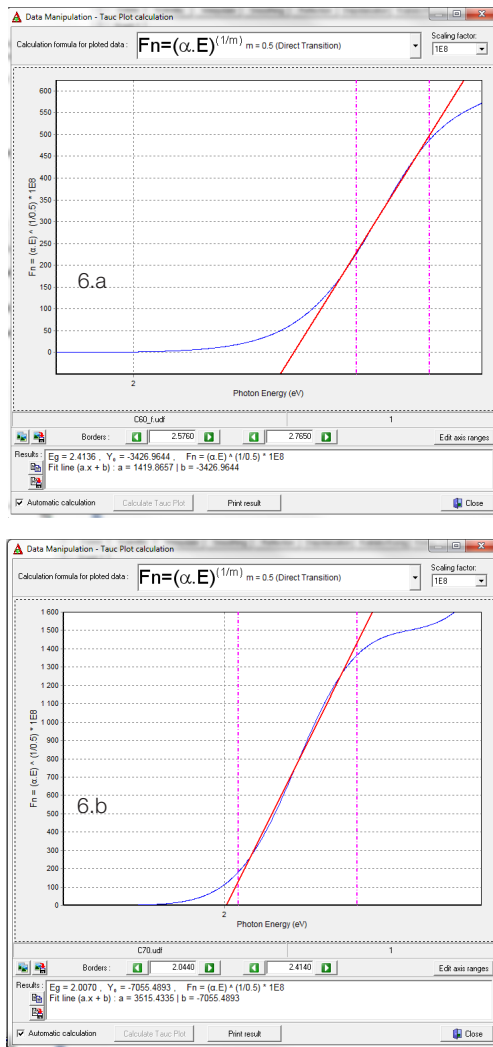 Data Manipulation - Tauc Plot calculation
Calculation formula for ploted data : Fn=(α.E)^(1/m) m = 0.5 (Direct Transition)
Scaling factor:
1E8
Fn = (α.E) ^ (1/0.5) * 1E8
600
550
500
450
400
350
300
250
200
150
100
50
0
6.a
2
Photon Energy (eV)
C60_f.udf 1
Borders : 2.5760 2.7650 Edit axis ranges
Results : Eg = 2.4136 , Y₀ = -3426.9644 , Fn = (α.E) ^ (1/0.5) * 1E8
Fit line (a.x + b) : a = 1419.8657 | b = -3426.9644
Automatic calculation Calculate Tauc Plot Print result Close
Data Manipulation - Tauc Plot calculation
Calculation formula for ploted data : Fn=(α.E)^(1/m) m = 0.5 (Direct Transition)
Scaling factor:
1E8
Fn = (α.E) ^ (1/0.5) * 1E8
1 600
1 500
1 400
1 300
1 200
1 100
1 000
900
800
700
600
500
400
300
200
100
0
6.b
2
Photon Energy (eV)
C70.udf 1
Borders : 2.0440 2.4140 Edit axis ranges
Results : Eg = 2.0070 , Y₀ = -7055.4893 , Fn = (α.E) ^ (1/0.5) * 1E8
Fit line (a.x + b) : a = 3515.4335 | b = -7055.4893
Automatic calculation Calculate Tauc Plot Print result Close